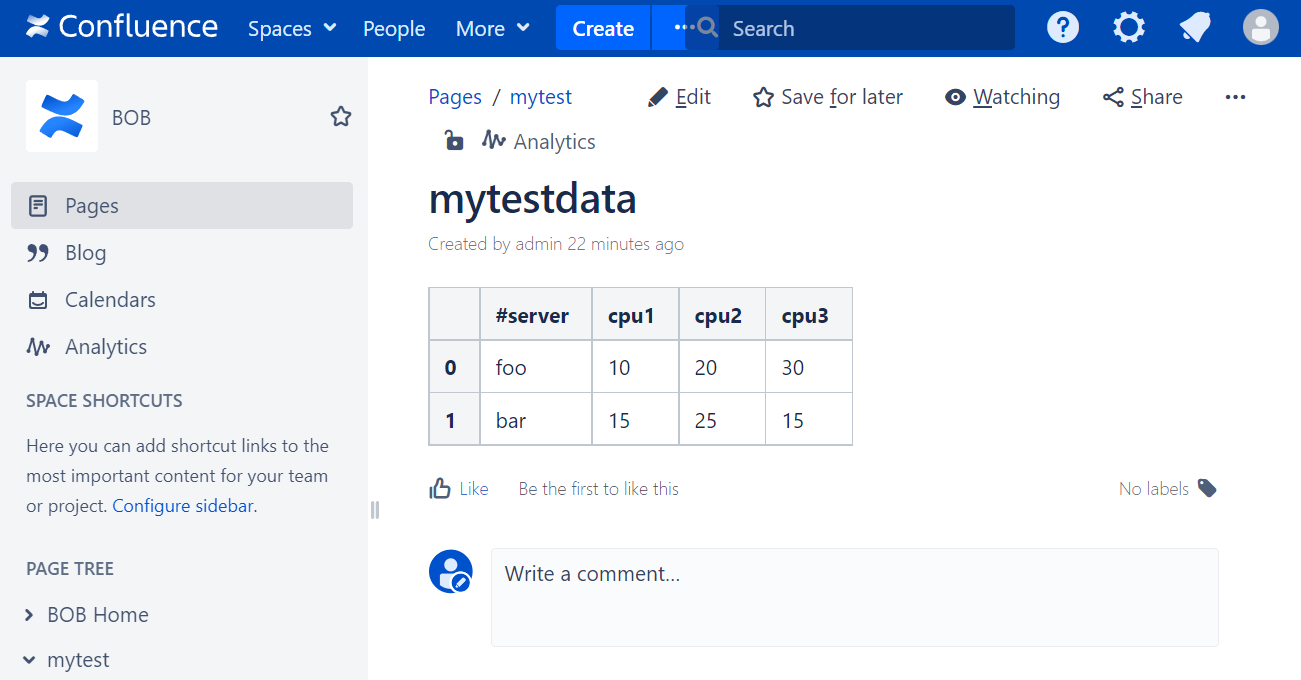 Confluence Spaces People More Create ••• Search ?
BOB
Pages
Blog
Calendars
Analytics
SPACE SHORTCUTS
Here you can add shortcut links to the
most important content for your team
or project. Configure sidebar.
PAGE TREE
BOB Home
mytest
Pages / mytest Edit Save for later Watching Share •••
Analytics
mytestdata
Created by admin 22 minutes ago
#server cpu1 cpu2 cpu3
0 foo 10 20 30
1 bar 15 25 15
Like Be the first to like this No labels
Write a comment...